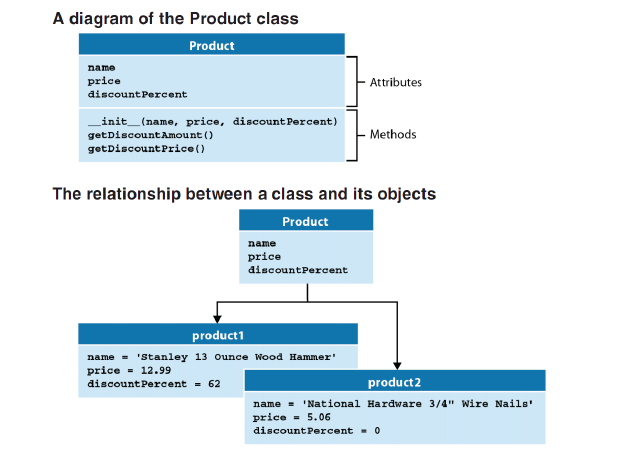 A diagram of the Product class
Product
name
price
discountPercent
Attributes
__init__(name, price, discountPercent)
getDiscountAmount()
getDiscountPrice()
Methods
The relationship between a class and its objects
Product
name
price
discountPercent
product1
name = 'Stanley 13 Ounce Wood Hammer'
price = 12.99
discountPercent = 62
product2
name = 'National Hardware 3/4" Wire Nails'
price = 5.06
discountPercent = 0